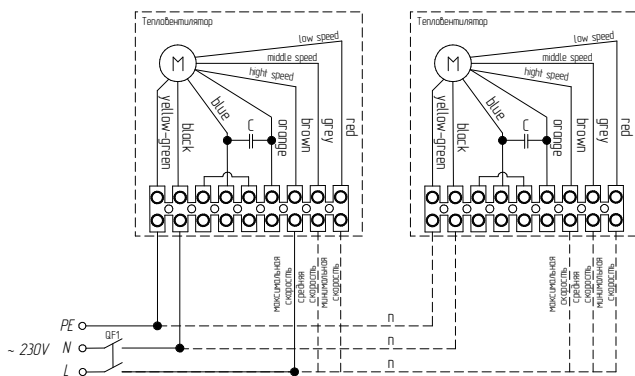 Тепловентилятор
low speed
middle speed
hight speed
M
yellow-green
black
blue
C
orange
brown
grey
red
Тепловентилятор
low speed
middle speed
hight speed
M
yellow-green
black
blue
C
orange
brown
grey
red
максимальная
скорость
средняя
скорость
минимальная
скорость
максимальная
скорость
средняя
скорость
минимальная
скорость
PE
n
~ 230V
N
QF1
n
L
n